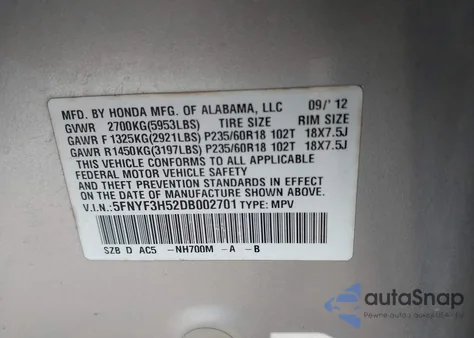 MFD. BY HONDA MFG. OF ALABAMA, LLC 09/'12
GVWR 2700KG(5953LBS) TIRE SIZE RIM SIZE
GAWR F 1325KG(2921LBS) P235/60R18 102T 18X7.5J
GAWR R 1450KG(3197LBS) P235/60R18 102T 18X7.5J
THIS VEHICLE CONFORMS TO ALL APPLICABLE
FEDERAL MOTOR VEHICLE SAFETY
STANDARDS IN EFFECT ON THE DATE OF
MANUFACTURE SHOWN ABOVE.
V.I.N.: 5FNYF3H52DB002701 TYPE: MPV
SZB D AC5 -NH700M -A -B
autoSnap